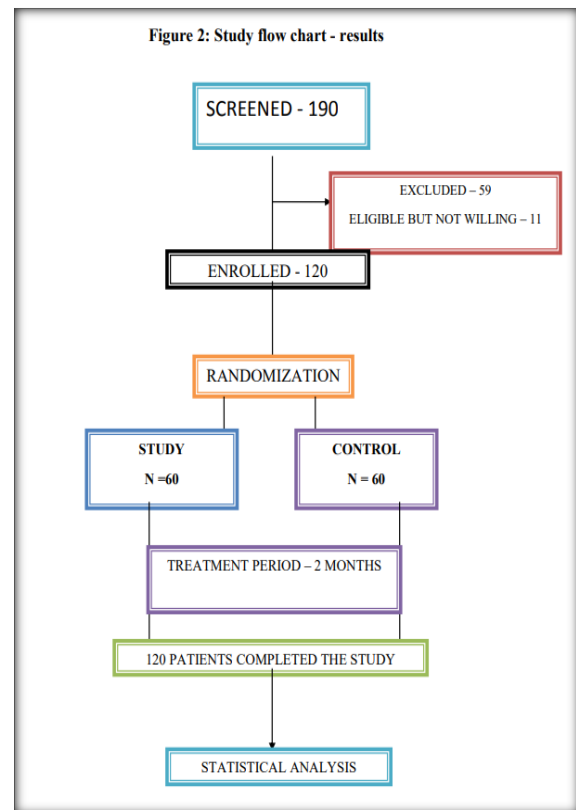 Figure 2: Study flow chart - results
SCREENED - 190
EXCLUDED – 59
ELIGIBLE BUT NOT WILLING – 11
ENROLLED - 120
RANDOMIZATION
STUDY
N =60
CONTROL
N = 60
TREATMENT PERIOD – 2 MONTHS
120 PATIENTS COMPLETED THE STUDY
STATISTICAL ANALYSIS